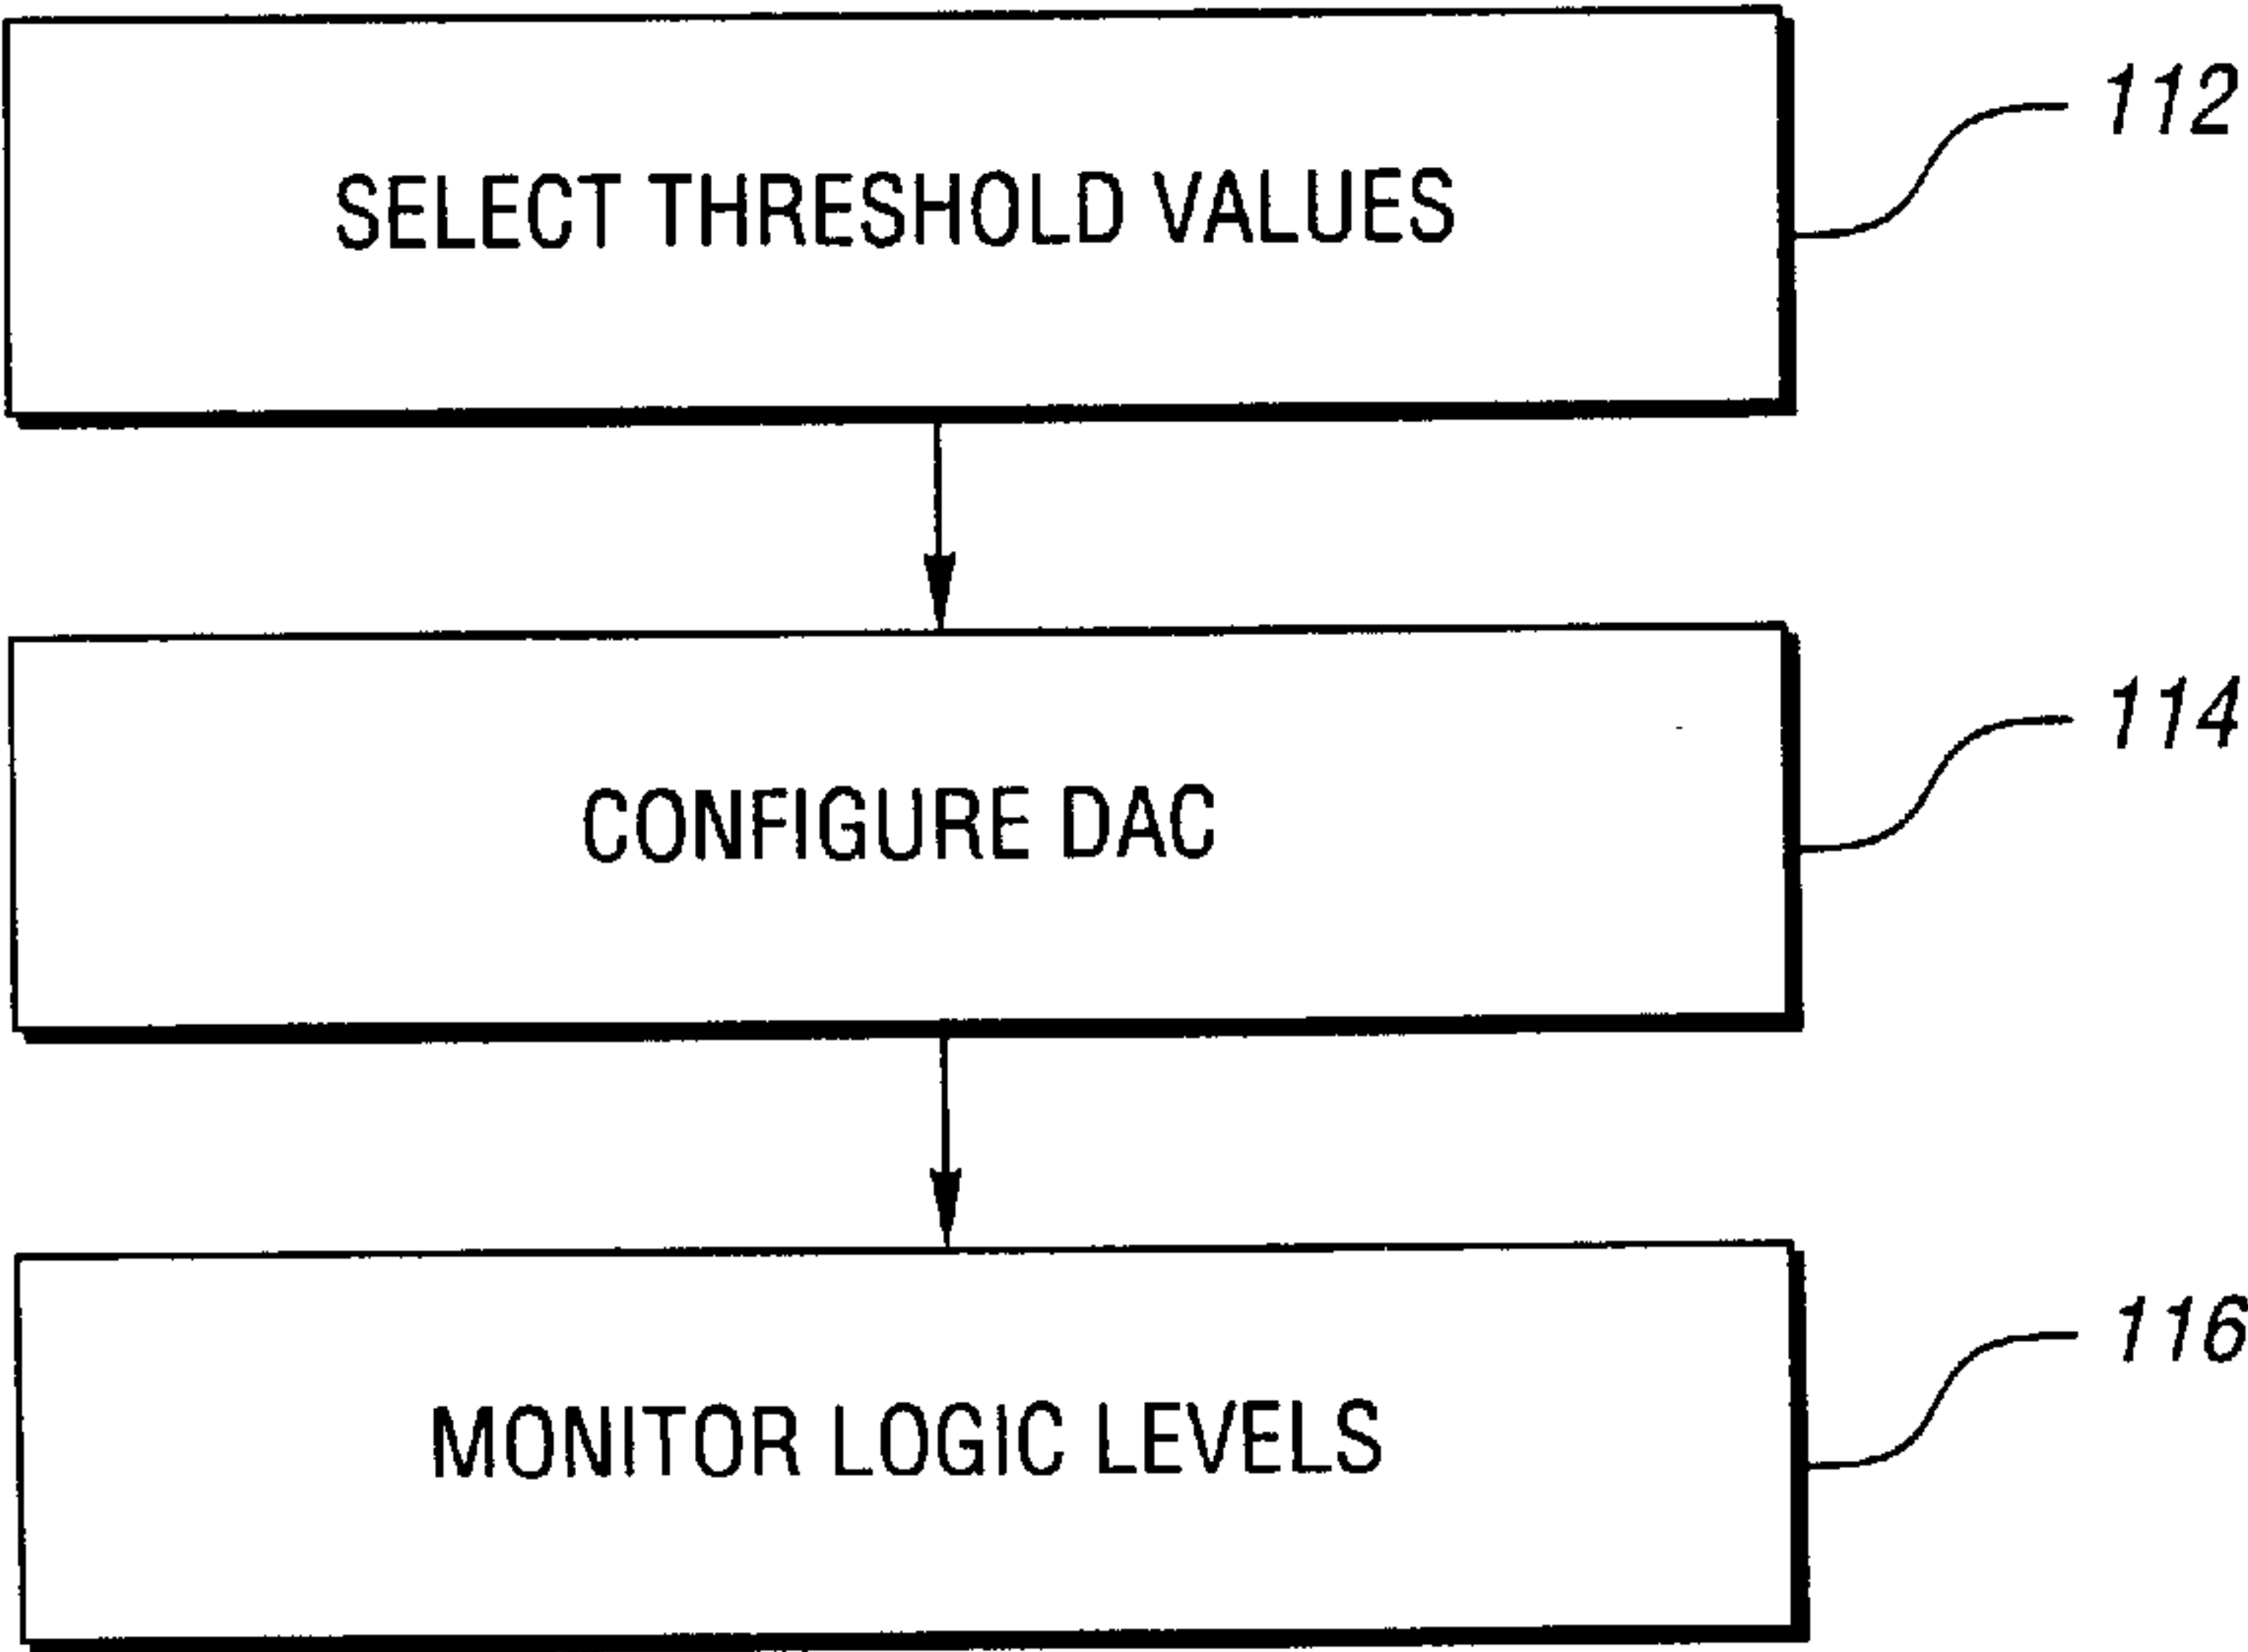 SELECT THRESHOLD VALUES
112
CONFIGURE DAC
114
MONITOR LOGIC LEVELS
116